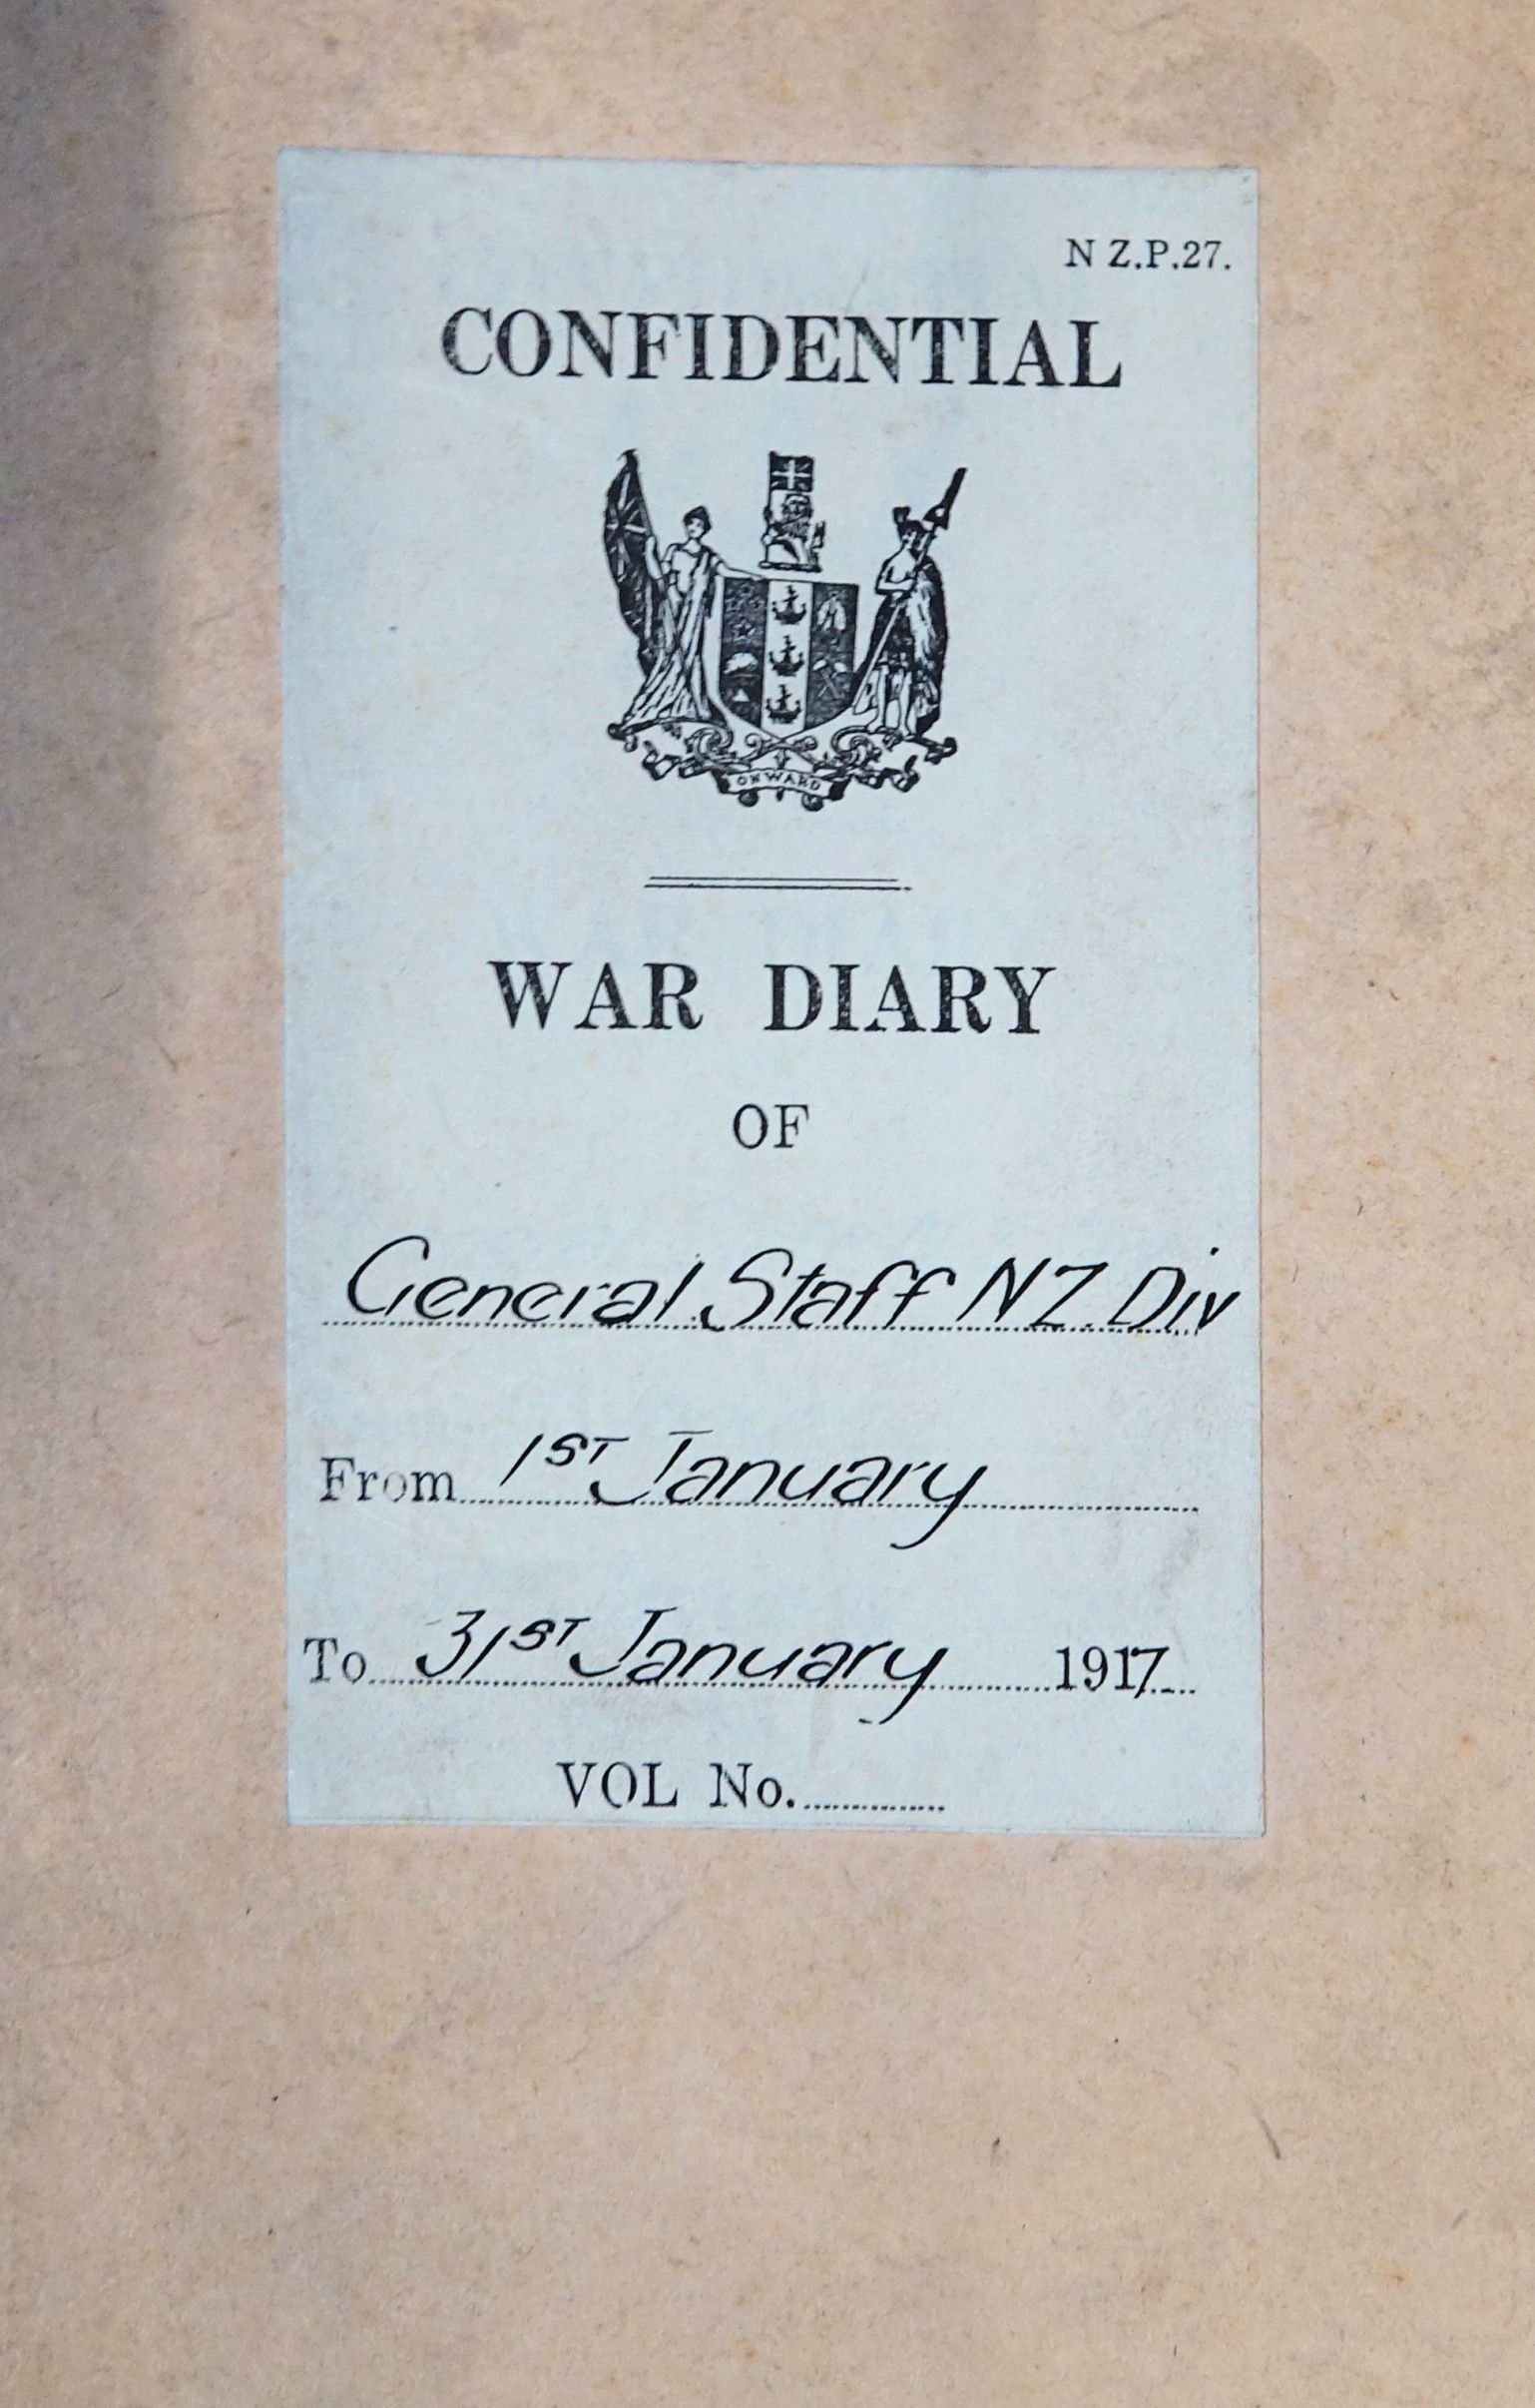 N Z.P.27.
CONFIDENTIAL
ONWARD
WAR DIARY
OF
General Staff NZ. Div
From 1ST January
To 31ST January 1917
VOL No.